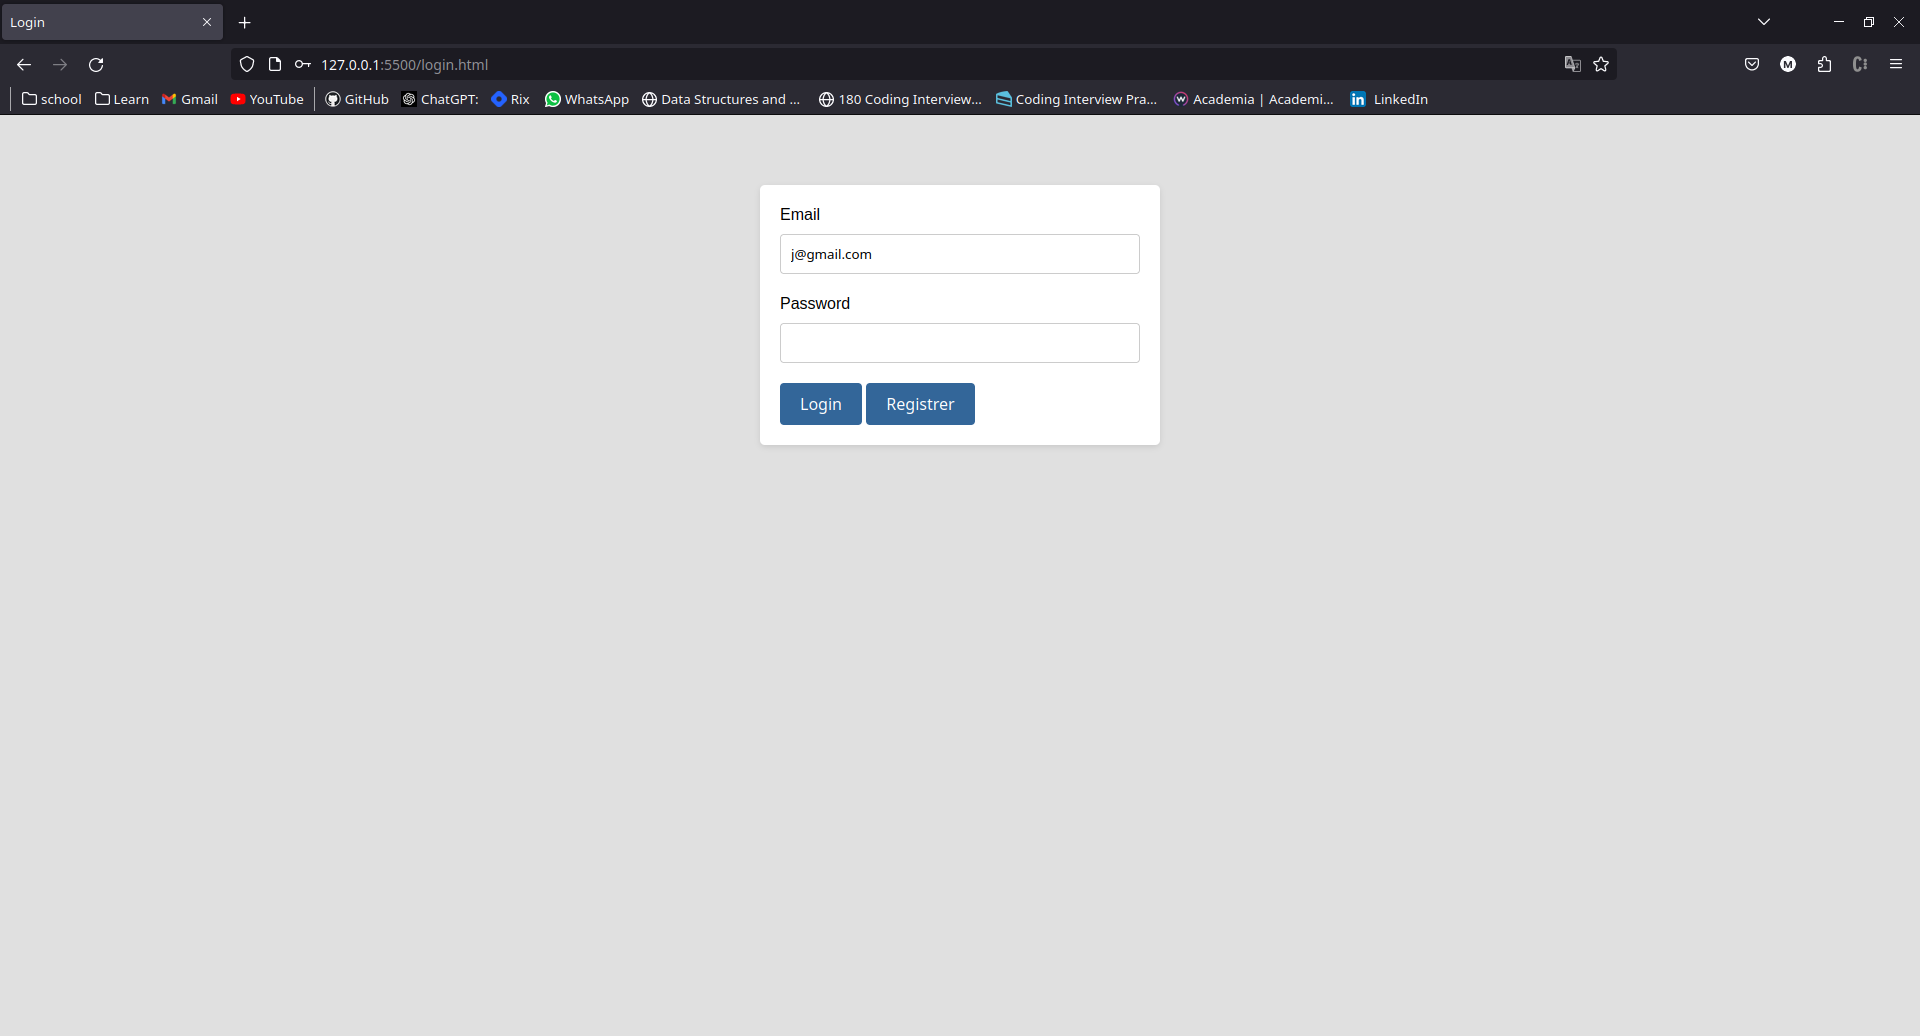 Login
127.0.0.1:5500/login.html
school Learn Gmail YouTube GitHub ChatGPT: Rix WhatsApp Data Structures and ... 180 Coding Interview... Coding Interview Pra... Academia | Academi... LinkedIn
Email
j@gmail.com
Password
Login Registrer